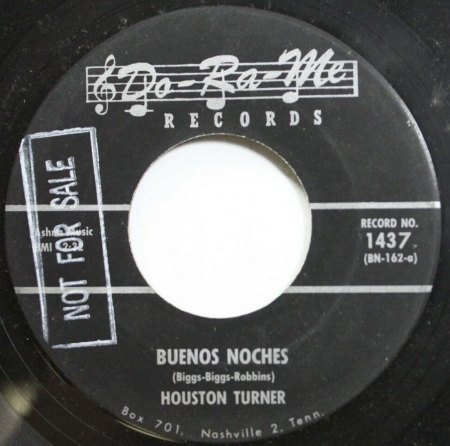 Do-Ra-Me
RECORDS
NOT FOR SALE
Music
RECORD NO.
1437
(BN-162-a)
BUENOS NOCHES
(Biggs-Biggs-Robbins)
HOUSTON TURNER
Box 701, Nashville 2, Tenn.